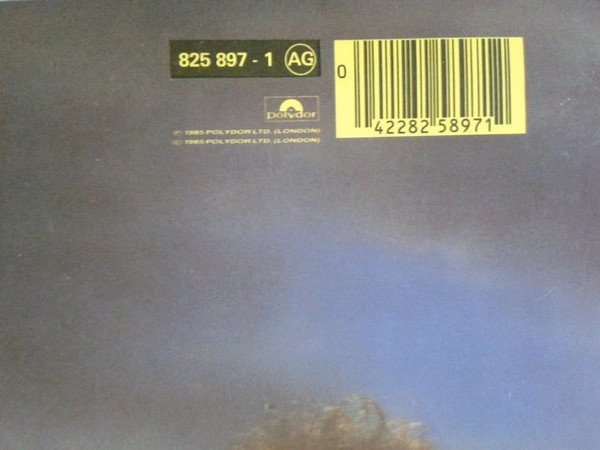 825 897 - 1 AG
0
42282 58971
polydor
℗ 1985 POLYDOR LTD. (LONDON)
© 1985 POLYDOR LTD. (LONDON)